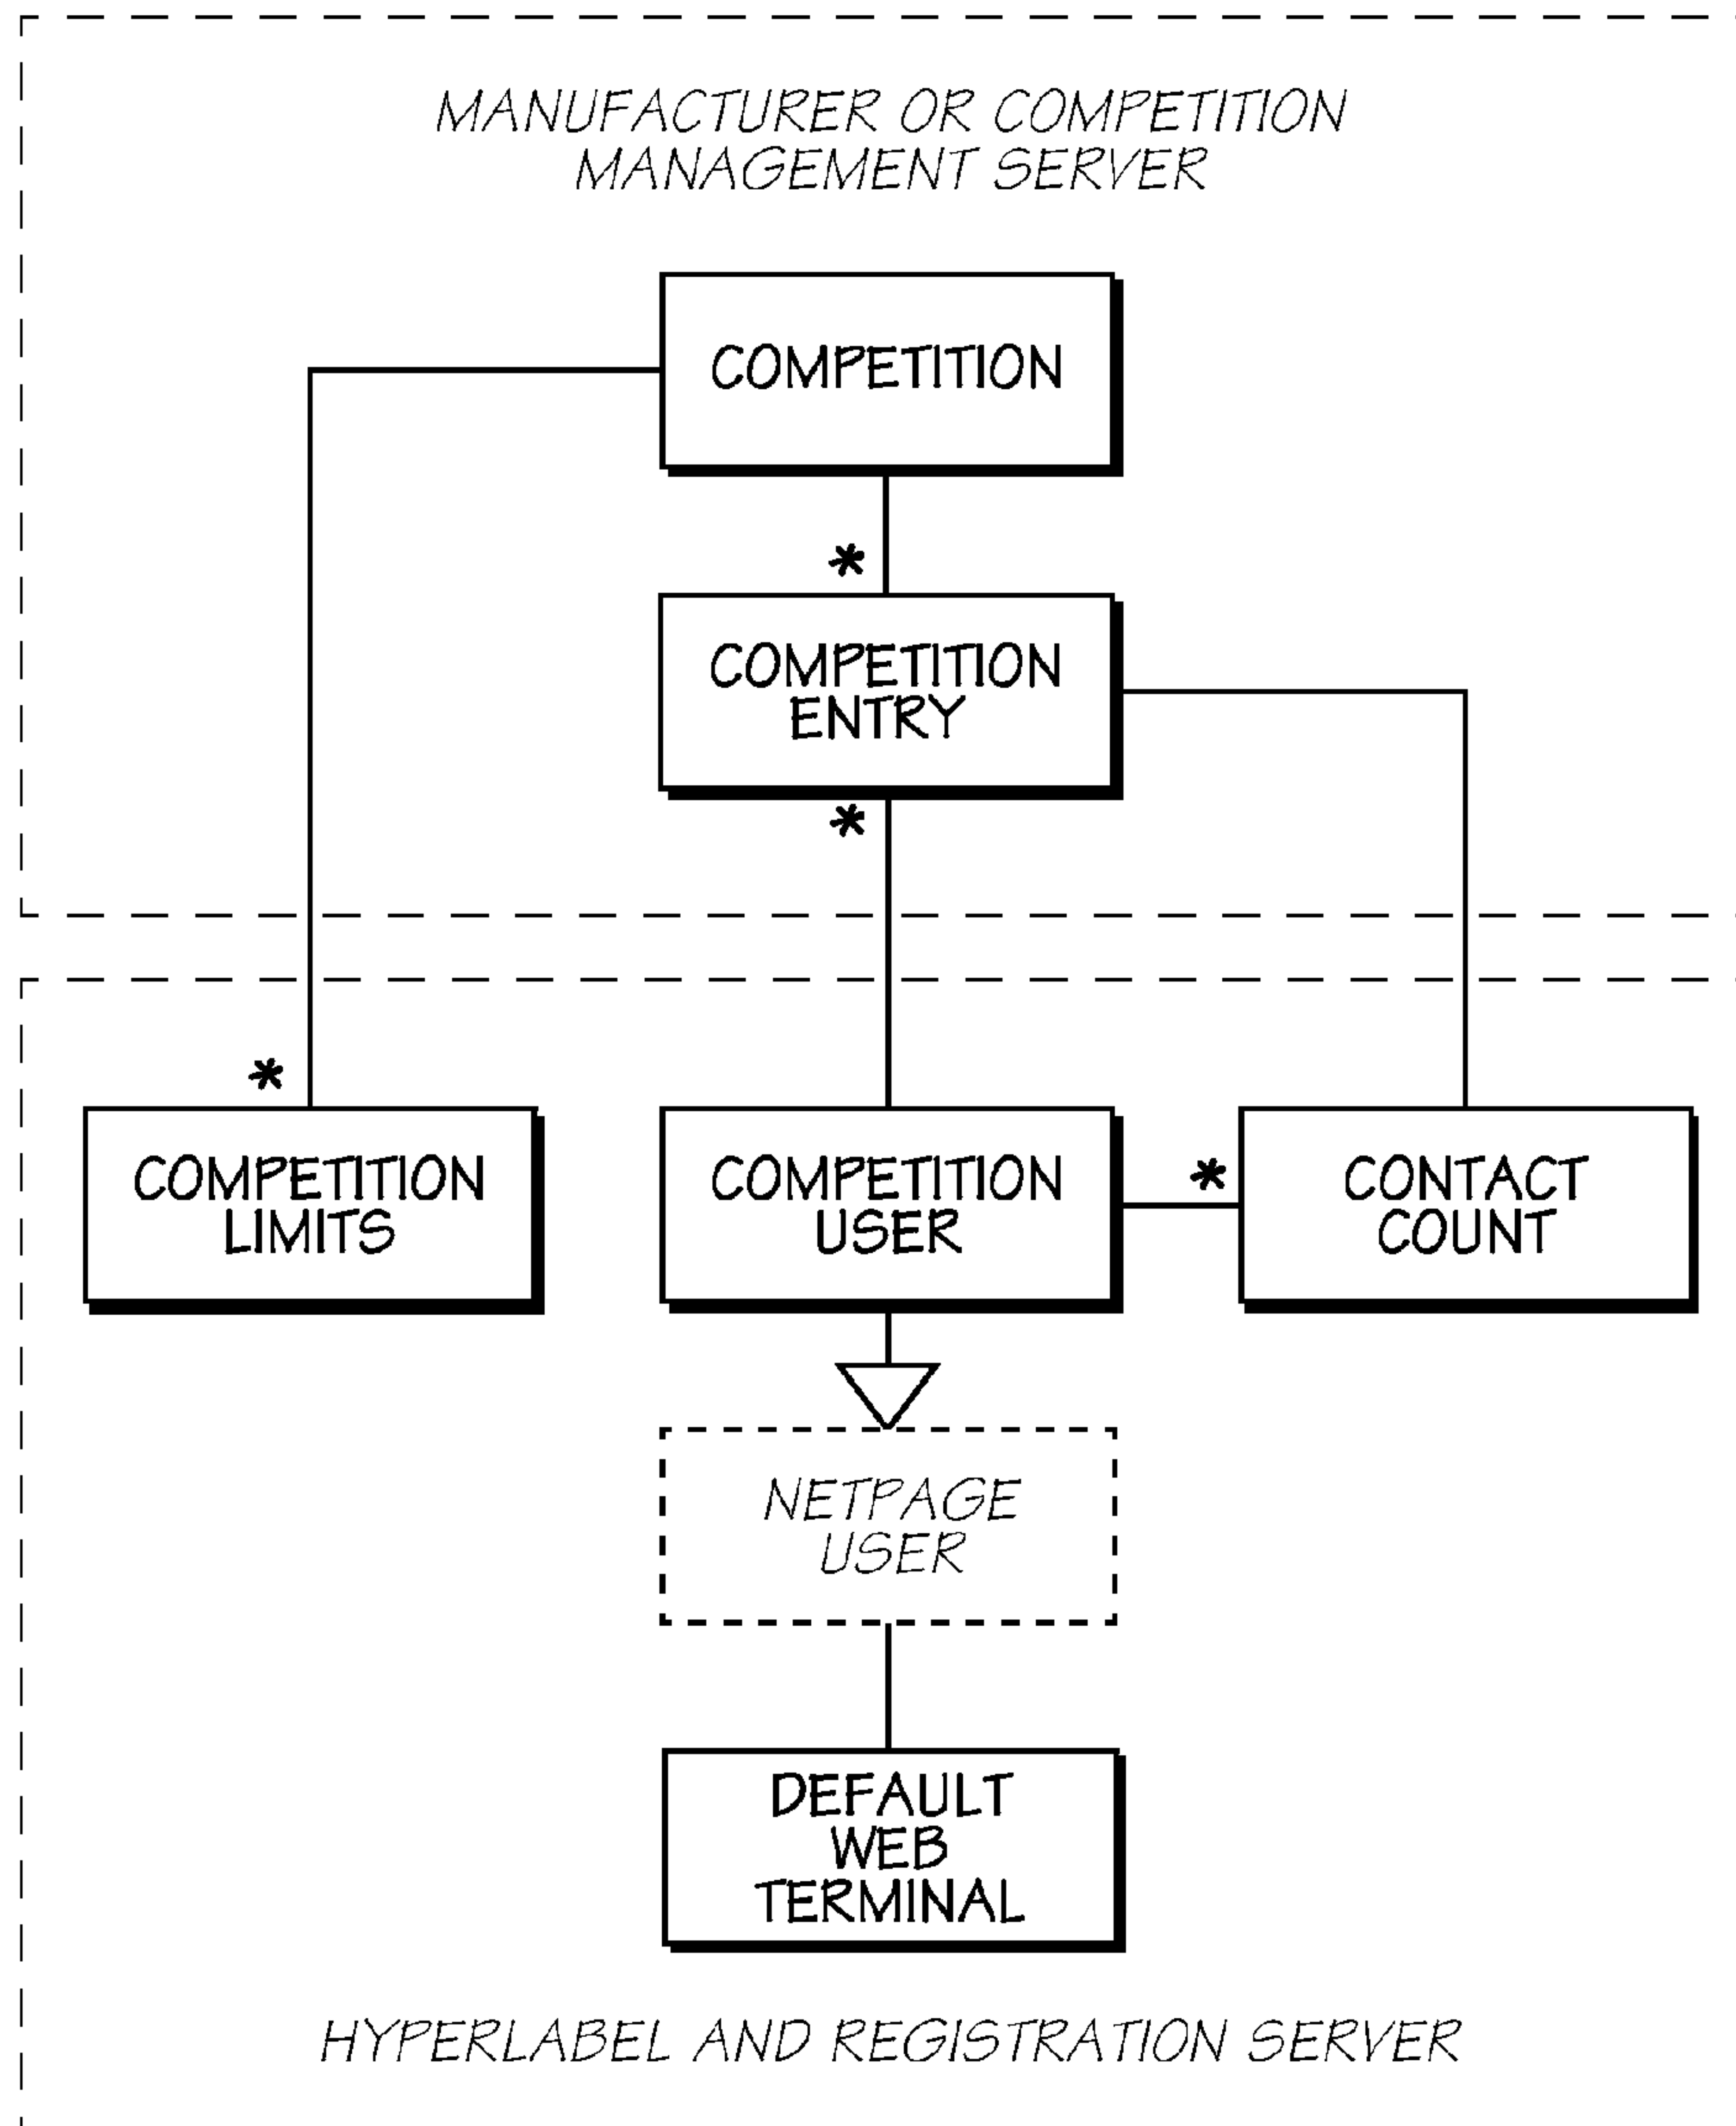 MANUFACTURER OR COMPETITION
MANAGEMENT SERVER
COMPETITION
*
COMPETITION
ENTRY
*
*
COMPETITION
LIMITS
COMPETITION
USER
*
CONTACT
COUNT
NETPAGE
USER
DEFAULT
WEB
TERMINAL
HYPERLABEL AND REGISTRATION SERVER